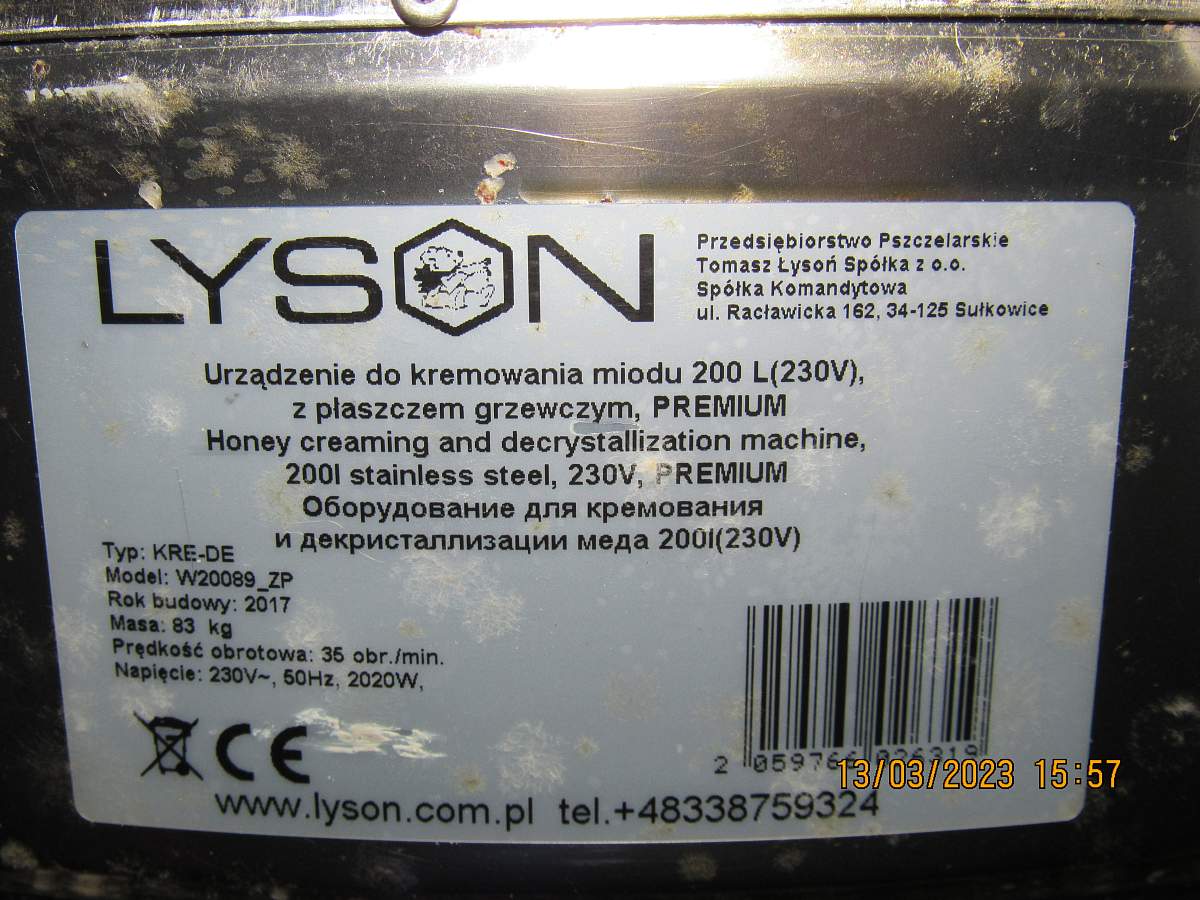 LYSON
Przedsiębiorstwo Pszczelarskie
Tomasz Łysoń Spółka z o.o.
Spółka Komandytowa
ul. Racławicka 162, 34-125 Sułkowice
Urządzenie do kremowania miodu 200 L(230V),
z płaszczem grzewczym, PREMIUM
Honey creaming and decrystallization machine,
200l stainless steel, 230V, PREMIUM
Оборудование для кремования
и декристаллизации меда 200l(230V)
Typ: KRE-DE
Model: W20089_ZP
Rok budowy: 2017
Masa: 83 kg
Prędkość obrotowa: 35 obr./min.
Napięcie: 230V~, 50Hz, 2020W,
CE
2 059766
13/03/2023 15:57
www.lyson.com.pl tel.+48338759324